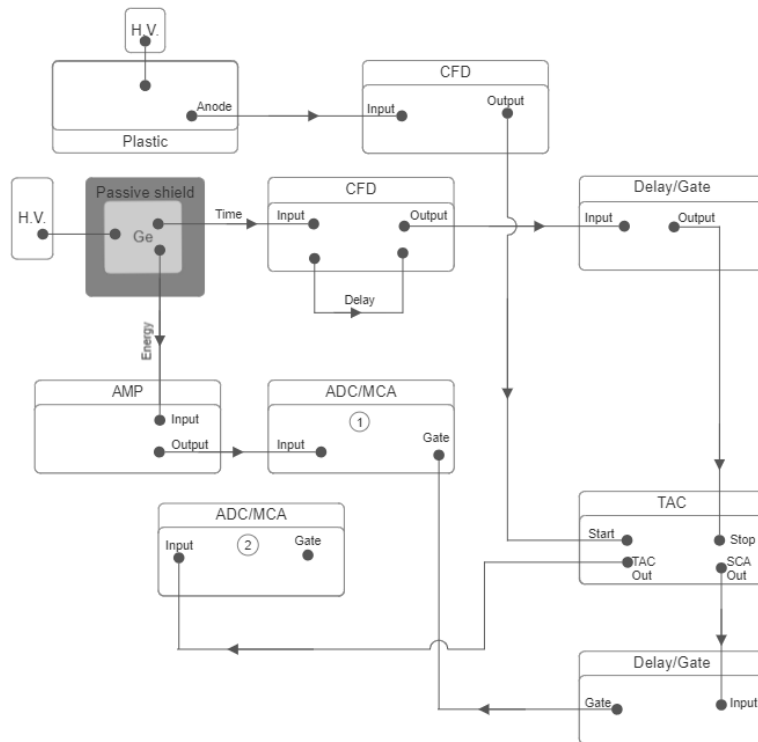 H.V.
CFD
Anode
Input
Output
Plastic
Passive shield
H.V.
Ge
Time
CFD
Input
Output
Delay
Delay/Gate
Input
Output
Energy
AMP
Input
Output
ADC/MCA
1
Input
Gate
ADC/MCA
2
Input
Gate
TAC
Start
Stop
TAC
Out
SCA
Out
Delay/Gate
Gate
Input